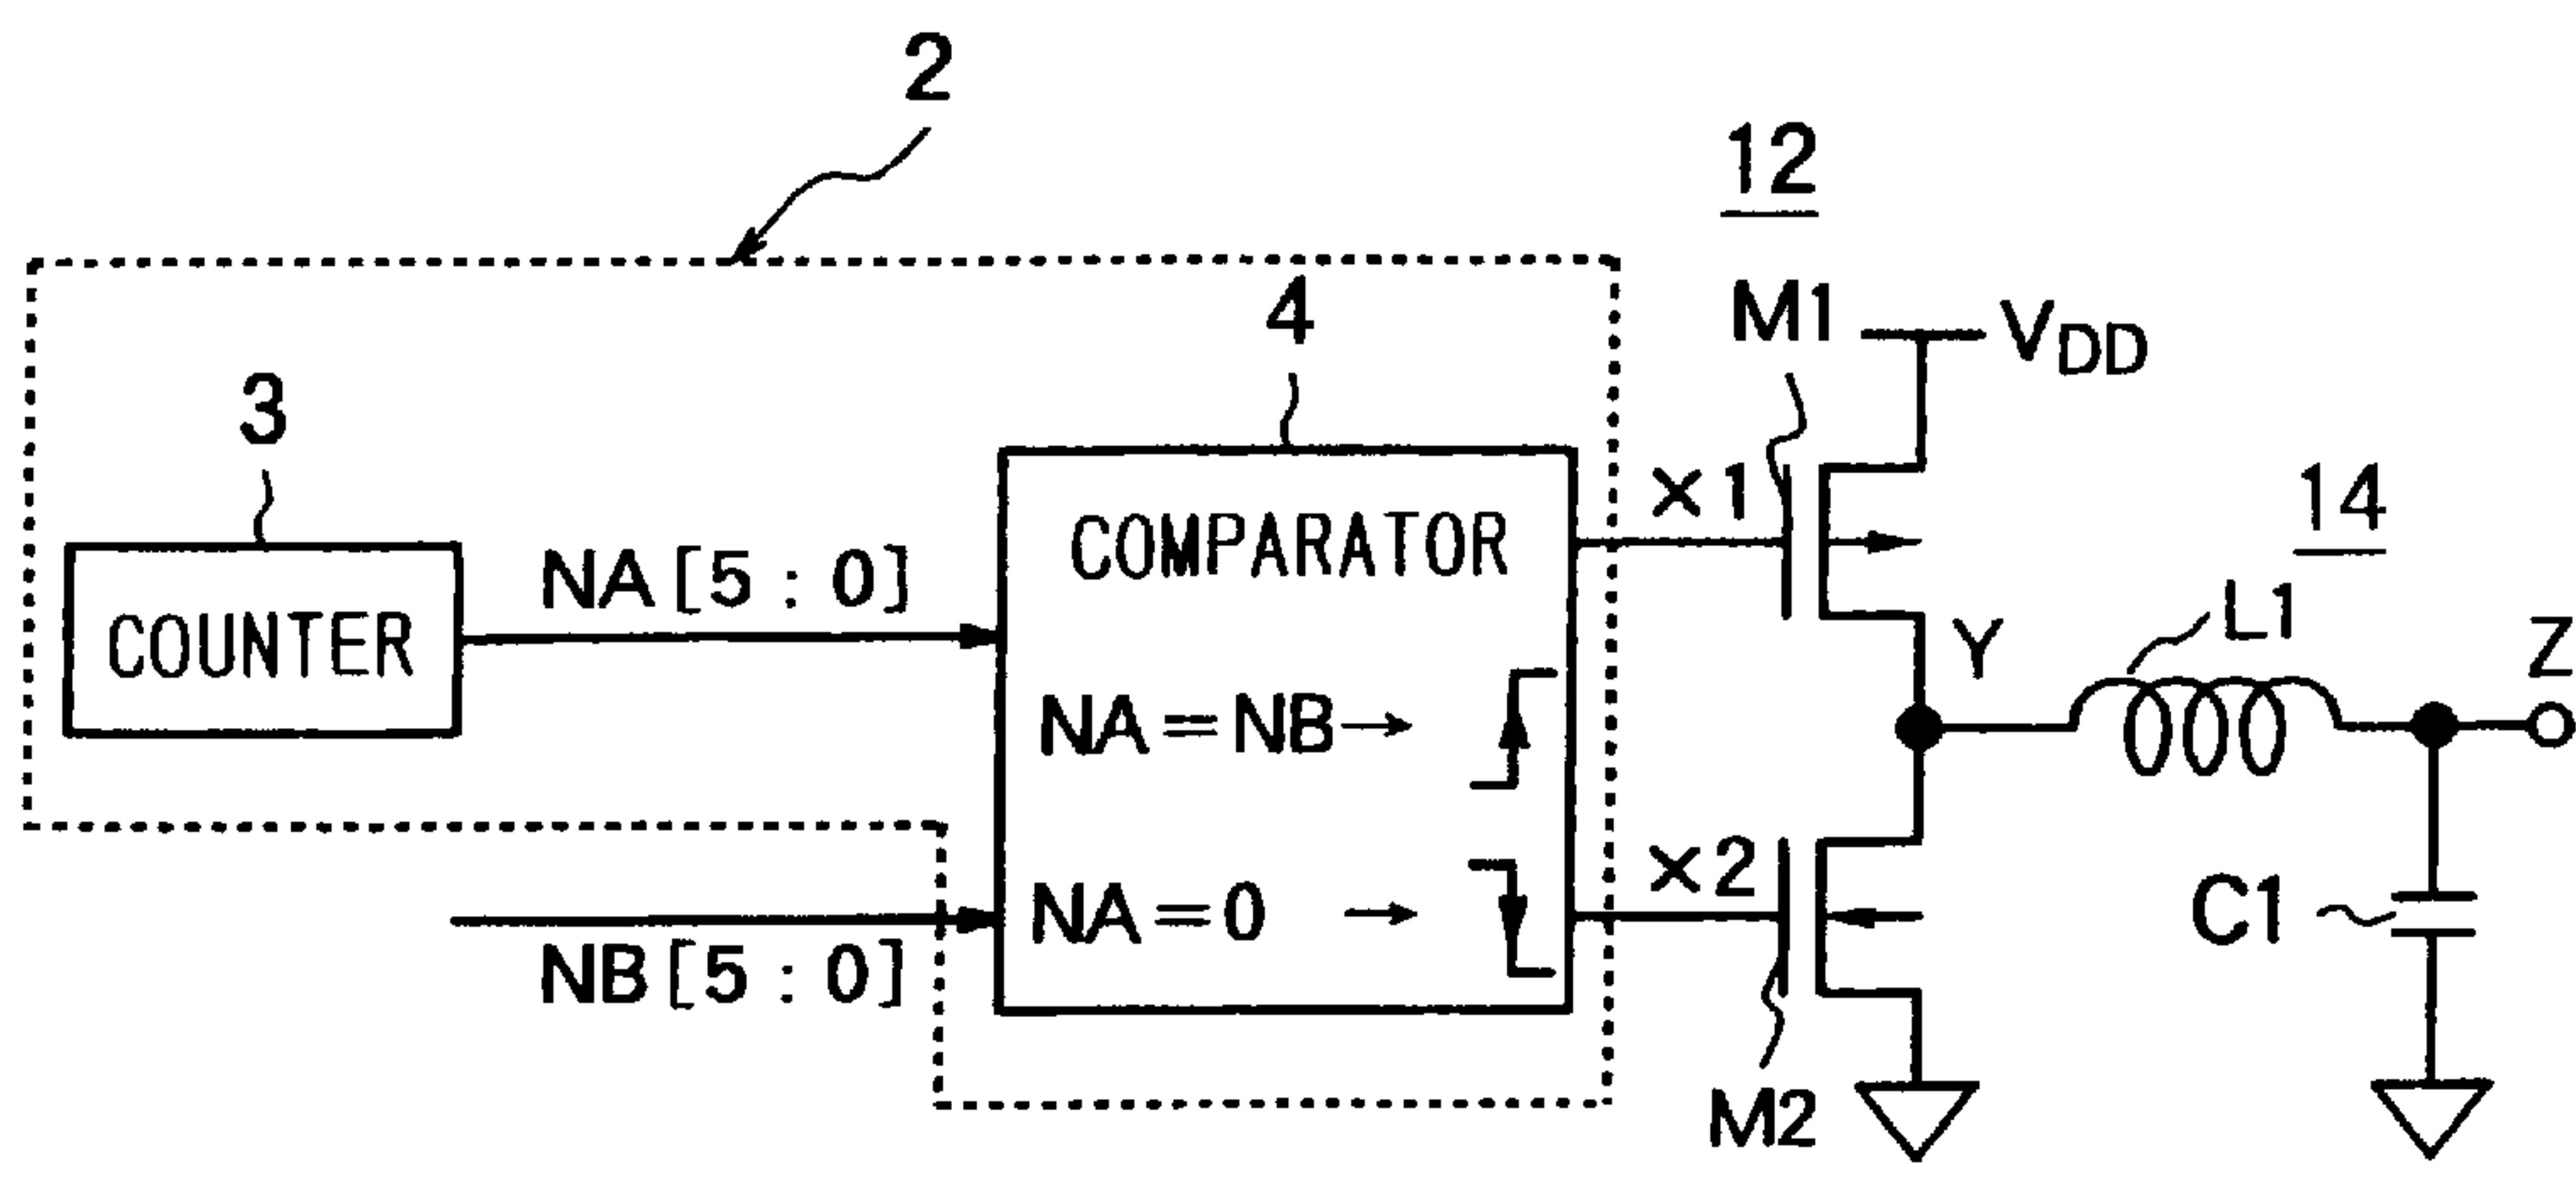 2
12
4
M1
VDD
3
×1
14
COMPARATOR
NA[5:0]
COUNTER
L1
Y
Z
NA=NB→
×2
NA=0 →
C1
NB[5:0]
M2